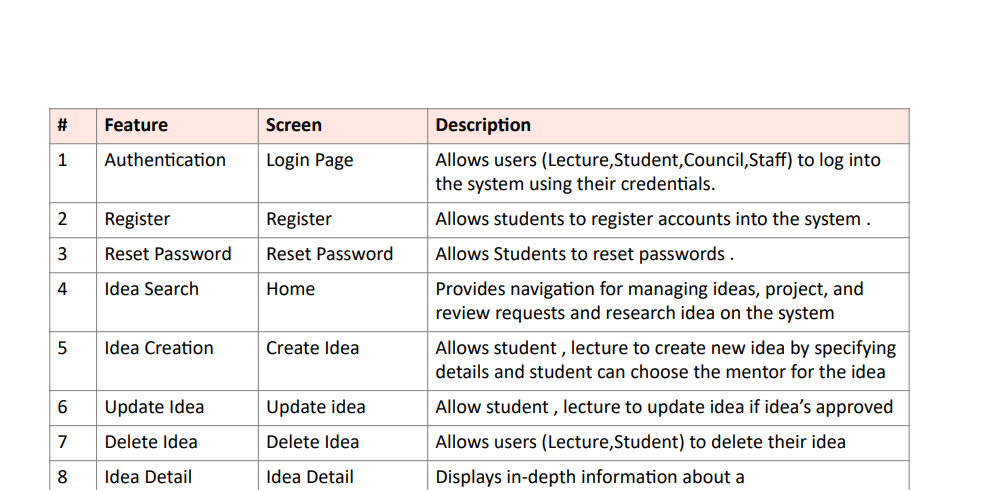 # Feature Screen Description
1 Authentication Login Page Allows users (Lecture,Student,Council,Staff) to log into
the system using their credentials.
2 Register Register Allows students to register accounts into the system .
3 Reset Password Reset Password Allows Students to reset passwords .
4 Idea Search Home Provides navigation for managing ideas, project, and
review requests and research idea on the system
5 Idea Creation Create Idea Allows student , lecture to create new idea by specifying
details and student can choose the mentor for the idea
6 Update Idea Update idea Allow student , lecture to update idea if idea’s approved
7 Delete Idea Delete Idea Allows users (Lecture,Student) to delete their idea
8 Idea Detail Idea Detail Displays in-depth information about a